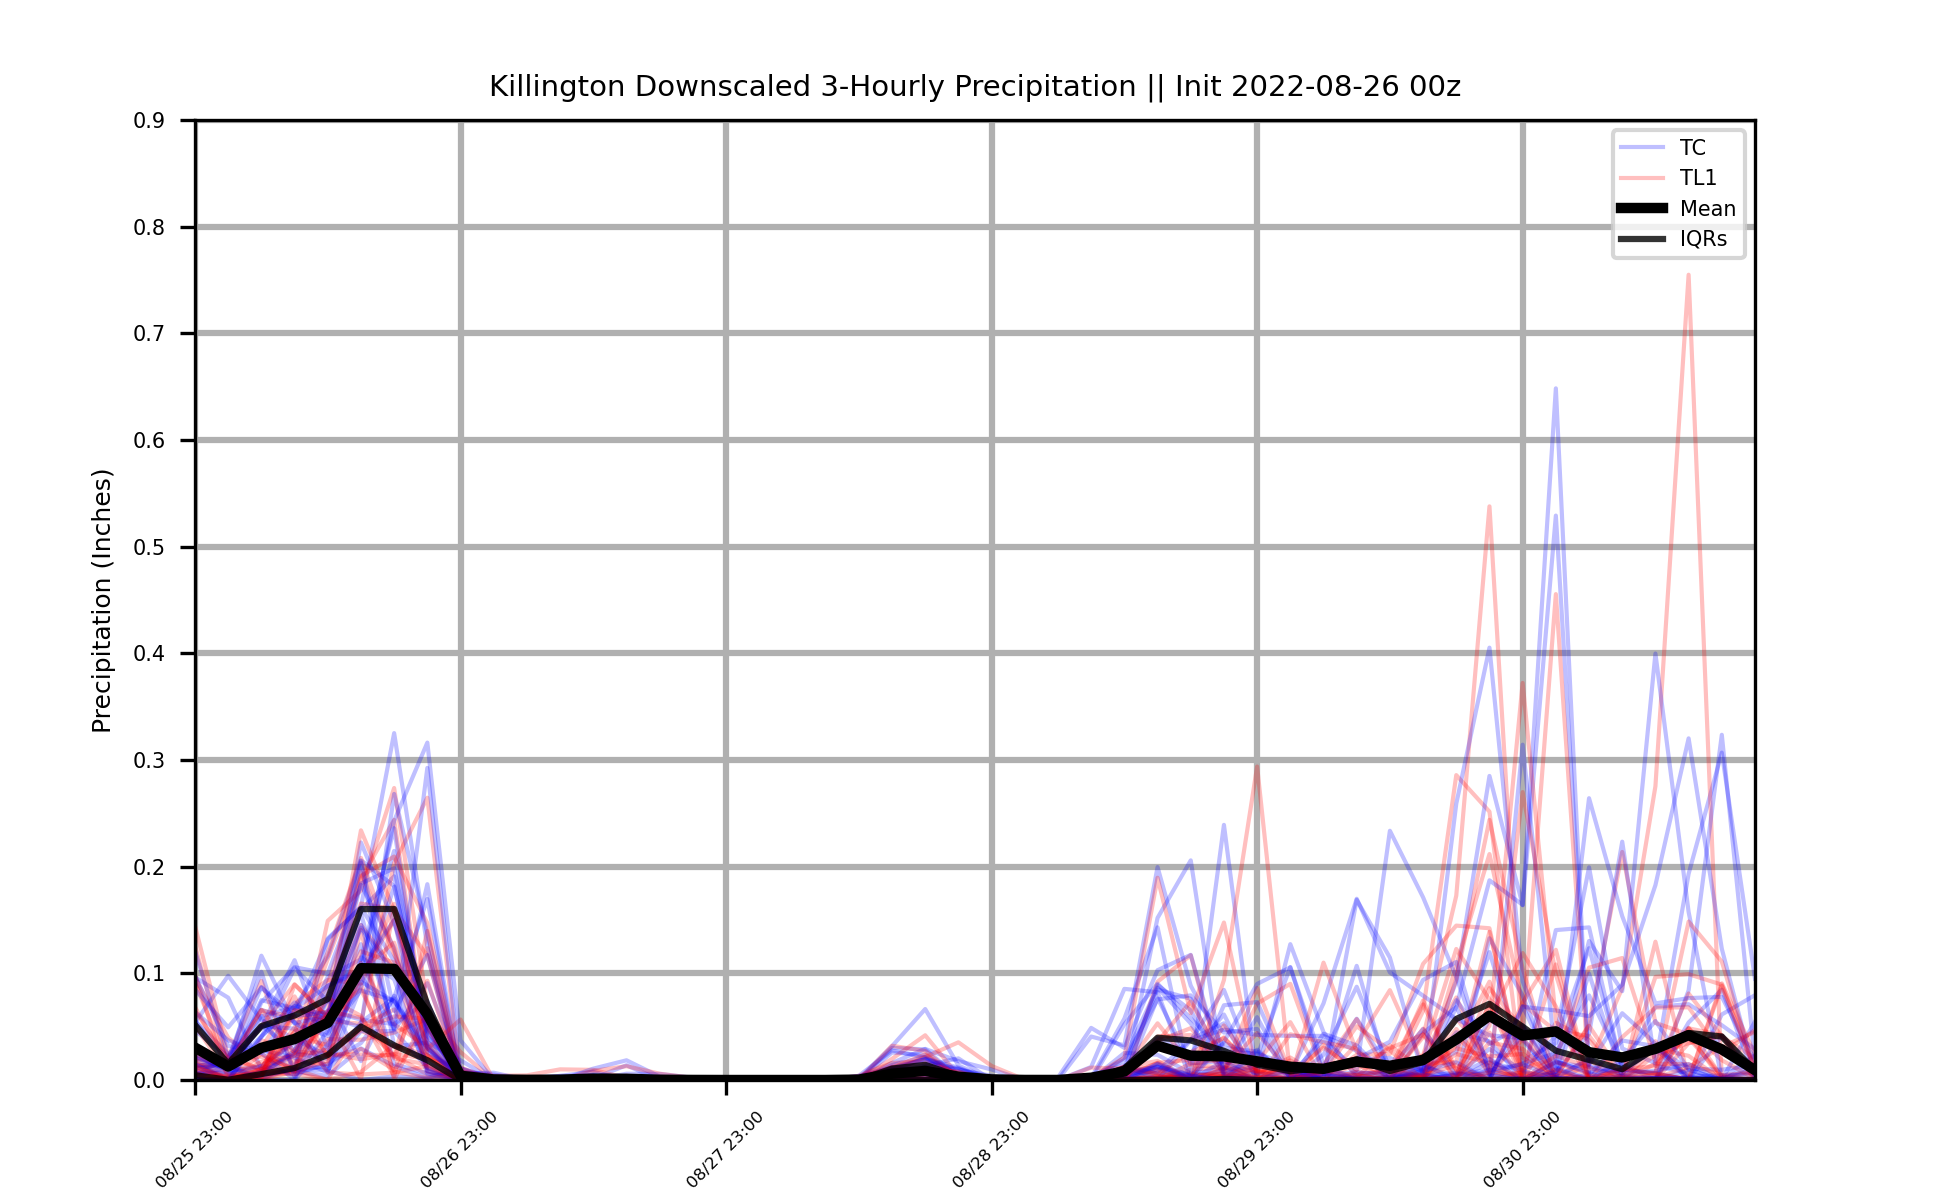 Killington Downscaled 3-Hourly Precipitation || Init 2022-08-26 00z
TC
TL1
Mean
IQRs
Precipitation (Inches)
0.9
0.8
0.7
0.6
0.5
0.4
0.3
0.2
0.1
0.0
08/25 23:00
08/26 23:00
08/27 23:00
08/28 23:00
08/29 23:00
08/30 23:00